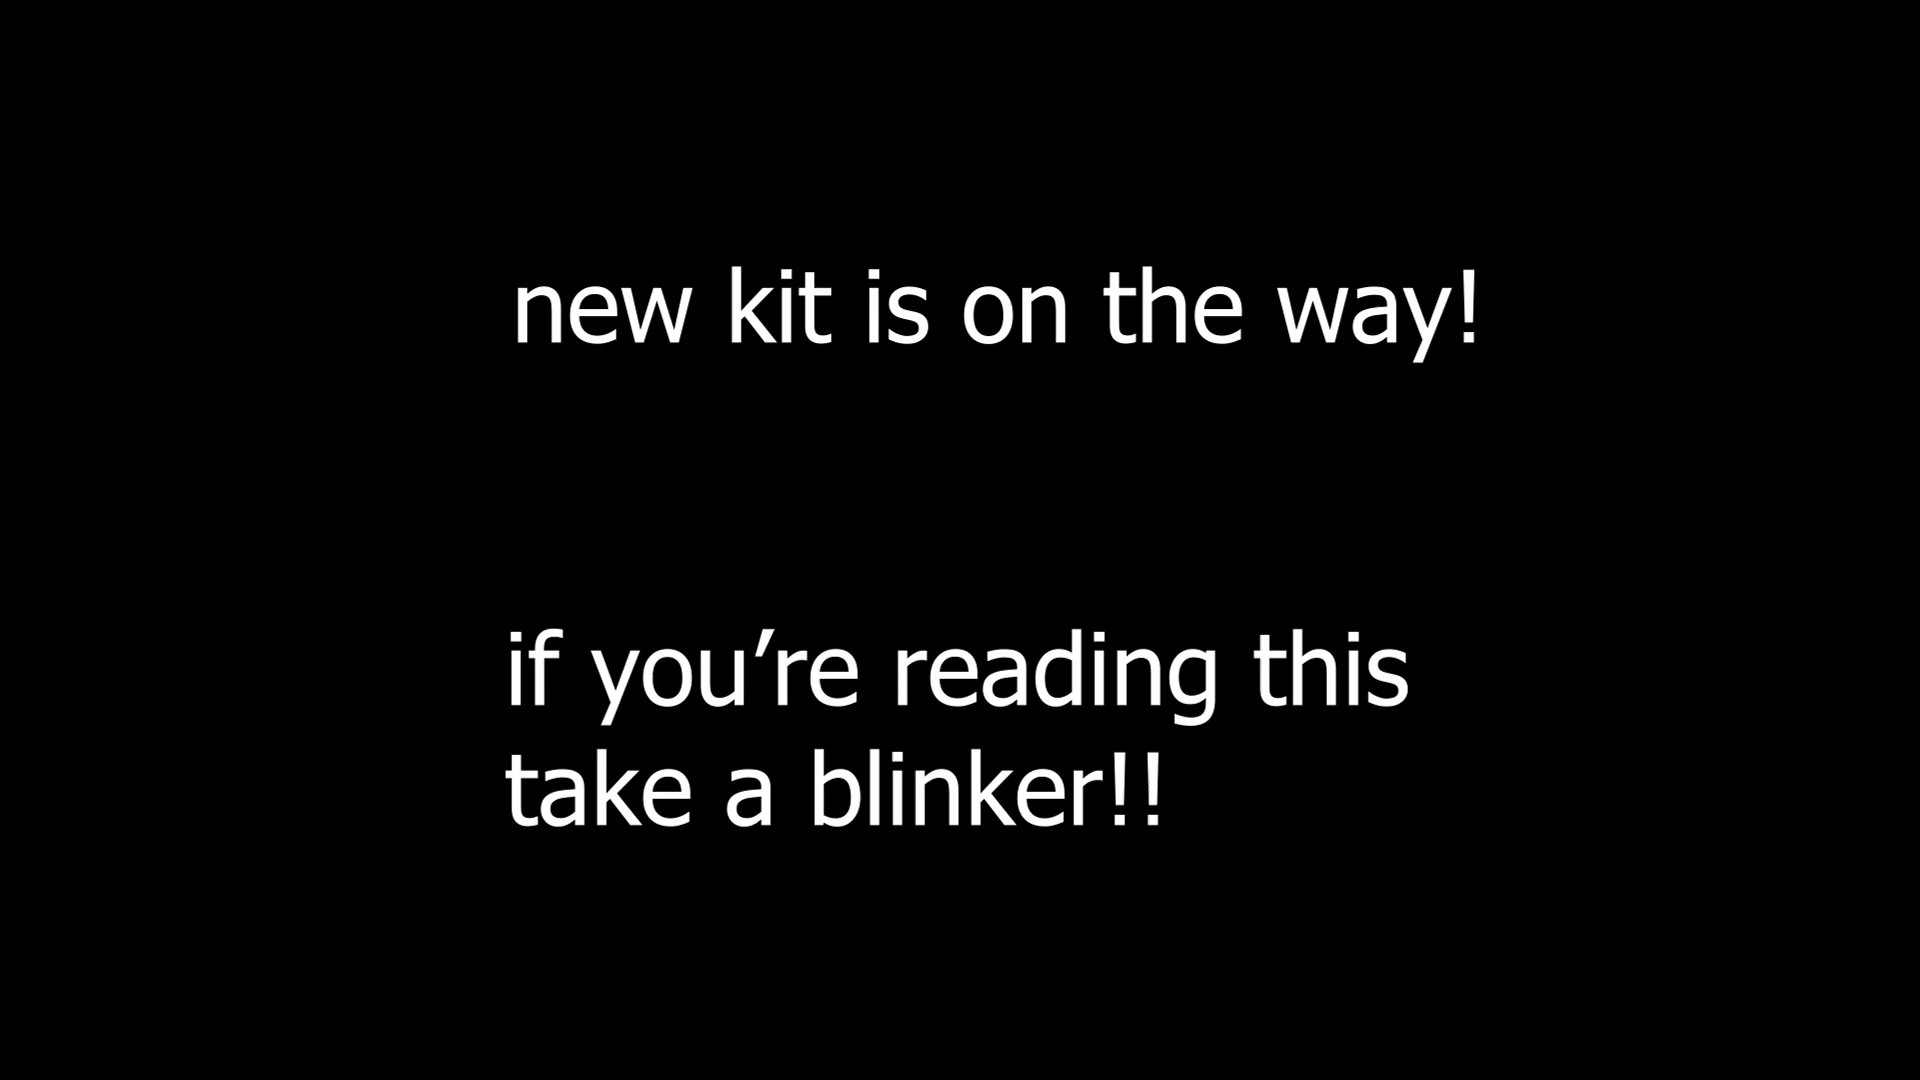 new kit is on the way!
if you’re reading this
take a blinker!!